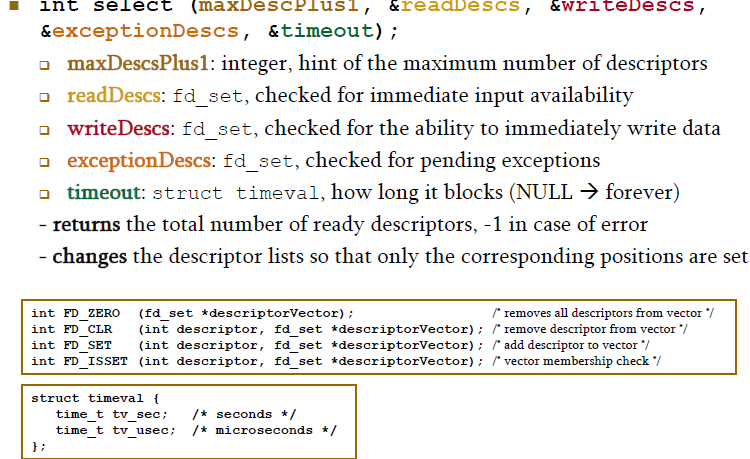 int select (maxDescPlus1, &readDescs, &writeDescs,
&exceptionDescs, &timeout);
maxDescsPlus1: integer, hint of the maximum number of descriptors
readDescs: fd_set, checked for immediate input availability
writeDescs: fd_set, checked for the ability to immediately write data
exceptionDescs: fd_set, checked for pending exceptions
timeout: struct timeval, how long it blocks (NULL → forever)
- returns the total number of ready descriptors, -1 in case of error
- changes the descriptor lists so that only the corresponding positions are set
int FD_ZERO (fd_set *descriptorVector); /* removes all descriptors from vector */
int FD_CLR (int descriptor, fd_set *descriptorVector); /* remove descriptor from vector */
int FD_SET (int descriptor, fd_set *descriptorVector); /* add descriptor to vector */
int FD_ISSET (int descriptor, fd_set *descriptorVector); /* vector membership check */
struct timeval {
time_t tv_sec; /* seconds */
time_t tv_usec; /* microseconds */
};